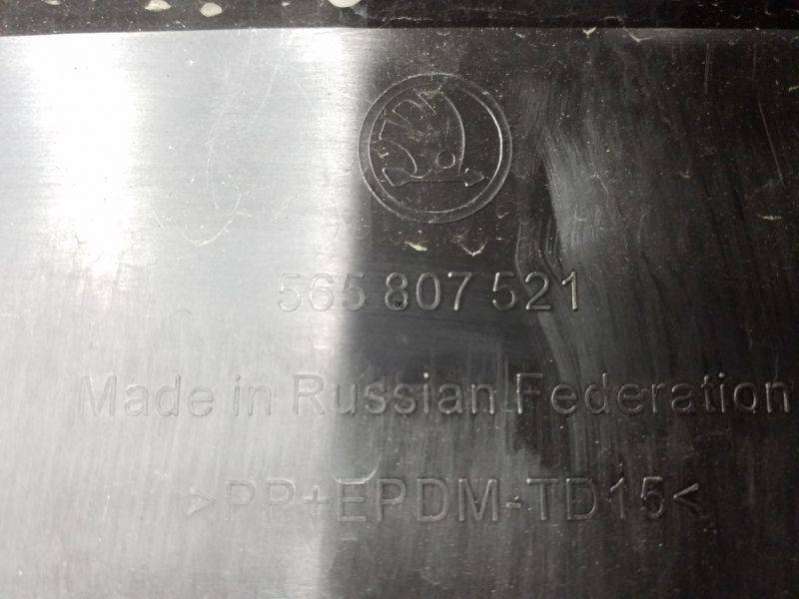 565 807 521
Made in Russian Federation
>PP+EPDM-TD15<